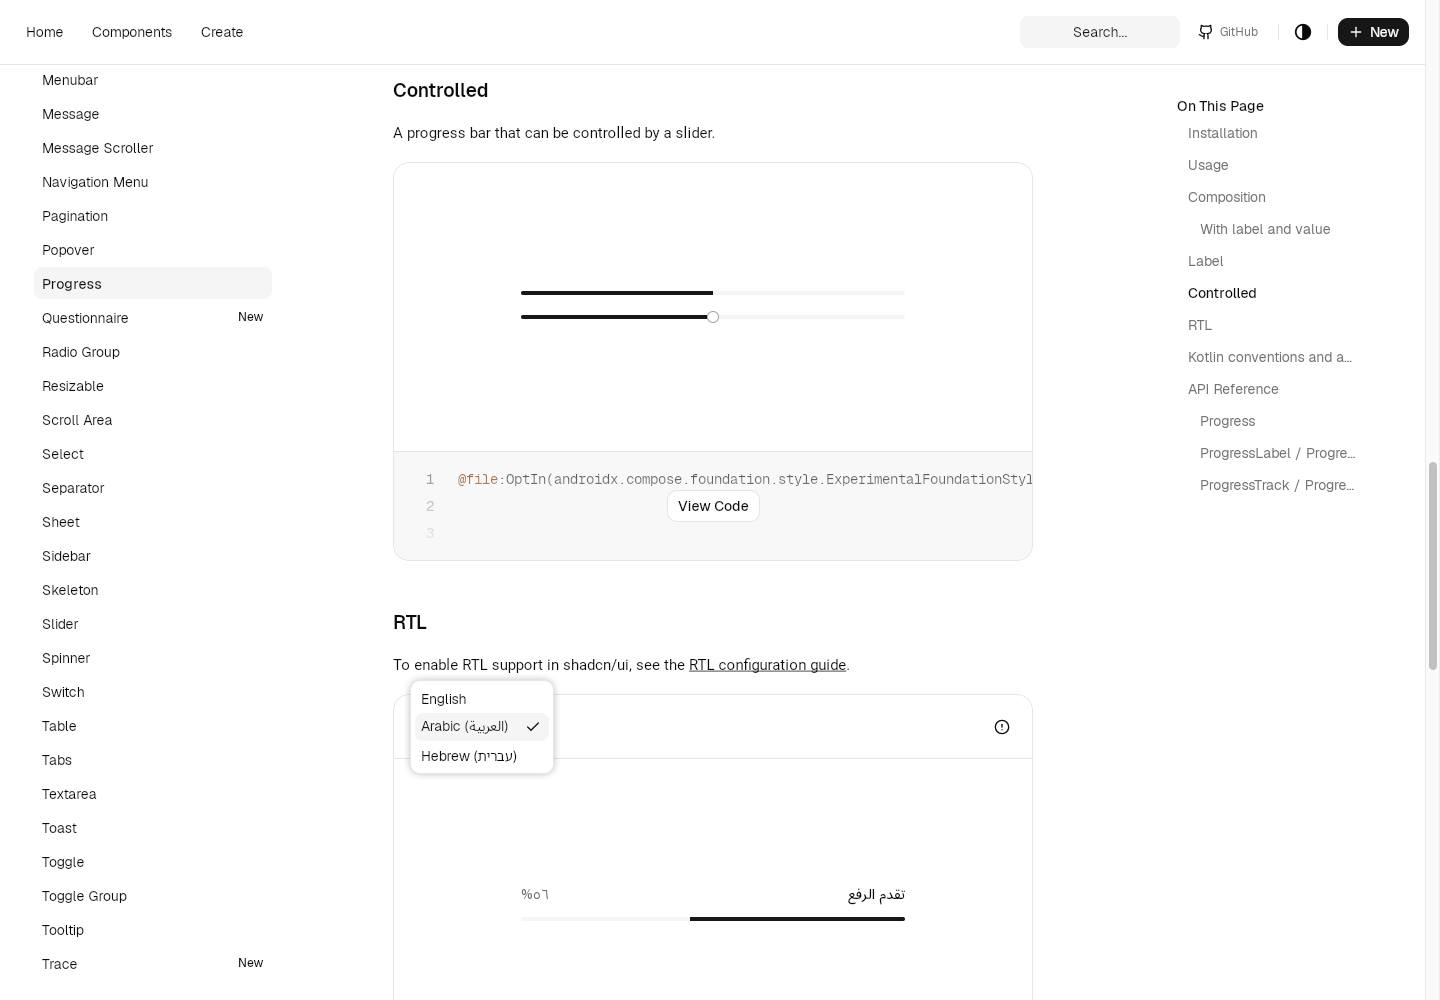 Home
Components
Create
Search...
GitHub
New
Menubar
Message
Message Scroller
Navigation Menu
Pagination
Popover
Progress
Questionnaire
New
Radio Group
Resizable
Scroll Area
Select
Separator
Sheet
Sidebar
Skeleton
Slider
Spinner
Switch
Table
Tabs
Textarea
Toast
Toggle
Toggle Group
Tooltip
Trace
New
Controlled
A progress bar that can be controlled by a slider.
1 @file:OptIn(androidx.compose.foundation.style.ExperimentalFoundationStyl
2
3
View Code
RTL
To enable RTL support in shadcn/ui, see the RTL configuration guide.
English
Arabic (العربية)
Hebrew (עברית)
تقدم الرفع
%٥٦
On This Page
Installation
Usage
Composition
With label and value
Label
Controlled
RTL
Kotlin conventions and a...
API Reference
Progress
ProgressLabel / Progre...
ProgressTrack / Progre...